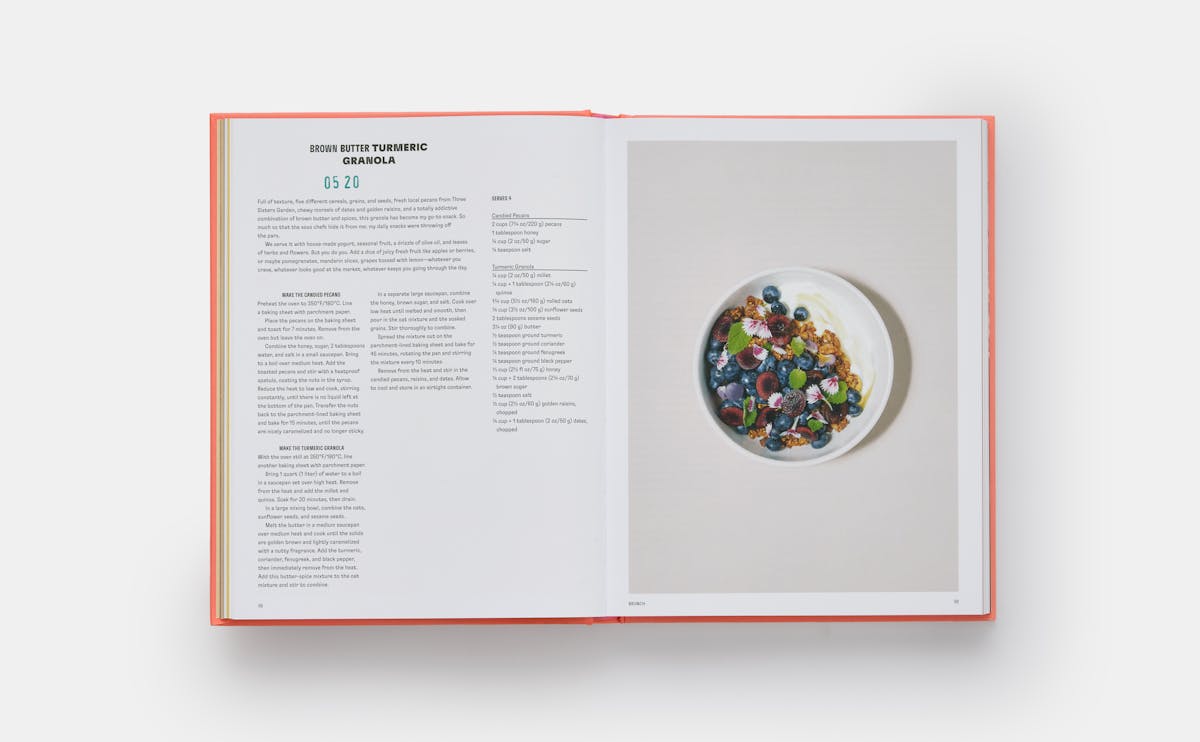 BROWN BUTTER TURMERIC
GRANOLA
05 20
Full of texture, five different cereals, grains, and seeds, fresh local pecans from Three
Sisters Garden, chewy morsels of dates and golden raisins, and a totally addictive
combination of brown butter and spices, this granola has become my go-to snack. So
much so that the sous chefs hide it from me; my daily snacks were throwing off
the pars.
We serve it with house-made yogurt, seasonal fruit, a drizzle of olive oil, and leaves
of herbs and flowers. But you do you. Add a dice of juicy fresh fruit like apples or berries,
or maybe pomegranates, mandarin slices, grapes tossed with lemon—whatever you
crave, whatever looks good at the market, whatever keeps you going through the day.
MAKE THE CANDIED PECANS
Preheat the oven to 350°F/180°C. Line
a baking sheet with parchment paper.
Place the pecans on the baking sheet
and toast for 7 minutes. Remove from the
oven but leave the oven on.
Combine the honey, sugar, 2 tablespoons
water, and salt in a small saucepan. Bring
to a boil over medium heat. Add the
toasted pecans and stir with a heatproof
spatula, coating the nuts in the syrup.
Reduce the heat to low and cook, stirring
constantly, until there is no liquid left at
the bottom of the pan. Transfer the nuts
back to the parchment-lined baking sheet
and bake for 15 minutes, until the pecans
are nicely caramelized and no longer sticky.
MAKE THE TURMERIC GRANOLA
With the oven still at 350°F/180°C, line
another baking sheet with parchment paper.
Bring 1 quart (1 liter) of water to a boil
in a saucepan set over high heat. Remove
from the heat and add the millet and
quinoa. Soak for 20 minutes, then drain.
In a large mixing bowl, combine the oats,
sunflower seeds, and sesame seeds.
Melt the butter in a medium saucepan
over medium heat and cook until the solids
are golden brown and lightly caramelized
with a nutty fragrance. Add the turmeric,
coriander, fenugreek, and black pepper,
then immediately remove from the heat.
Add this butter-spice mixture to the oat
mixture and stir to combine.
In a separate large saucepan, combine
the honey, brown sugar, and salt. Cook over
low heat until melted and smooth, then
pour in the oat mixture and the soaked
grains. Stir thoroughly to combine.
Spread the mixture out on the
parchment-lined baking sheet and bake for
45 minutes, rotating the pan and stirring
the mixture every 10 minutes.
Remove from the heat and stir in the
candied pecans, raisins, and dates. Allow
to cool and store in an airtight container.
SERVES 4
Candied Pecans
2 cups (7¾ oz/220 g) pecans
1 tablespoon honey
¼ cup (2 oz/50 g) sugar
teaspoon salt
Turmeric Granola
¼ cup (2 oz/50 g) millet
¼ cup + 1 tablespoon (2¼ oz/60 g)
quinoa
cup (5½ oz/160 g) rolled oats
¾ cup (3½ oz/100 g) sunflower seeds
2 tablespoons sesame seeds
3¼ oz (90 g) butter
teaspoon ground turmeric
teaspoon ground coriander
teaspoon ground fenugreek
teaspoon ground black pepper
cup (2½ fl oz/75 g) honey
¼ cup + 2 tablespoons (2¼ oz/70 g)
brown sugar
½ teaspoon salt
cup (60 g) golden raisins,
chopped
¼ cup + 1 tablespoon (2 oz/50 g) dates,
chopped
BRUNCH